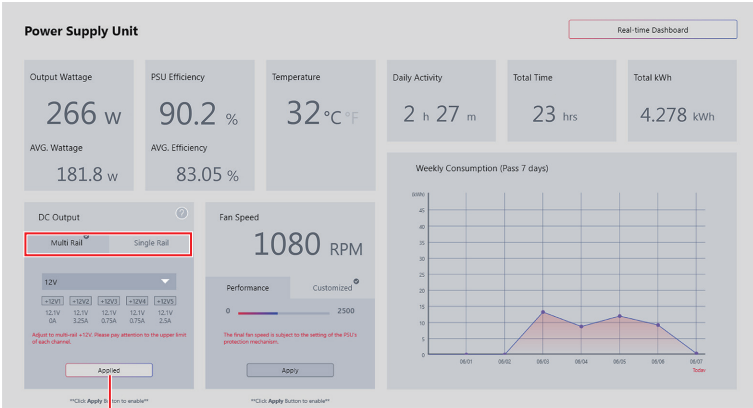 Power Supply Unit
Real-time Dashboard
Output Wattage
266 W
AVG. Wattage
181.8 W
PSU Efficiency
90.2 %
AVG. Efficiency
83.05 %
Temperature
32 °C °F
Daily Activity
2 h 27 m
Total Time
23 hrs
Total kWh
4.278 kWh
DC Output
?
Multi Rail
Single Rail
12V
+12V1 +12V2 +12V3 +12V4 +12V5
12.1V 12.1V 12.1V 12.1V 12.1V
0A 3.25A 0.75A 0.75A 2.5A
Adjust to multi-rail +12V. Please pay attention to the upper limit
of each channel.
Applied
**Click Apply Button to enable**
Fan Speed
1080 RPM
Performance
Customized
0 2500
The final fan speed is subject to the setting of the PSU's
protection mechanism.
Apply
**Click Apply Button to enable**
Weekly Consumption (Pass 7 days)
(kWh)
45
40
35
30
25
20
15
10
5
0
06/01 06/02 06/03 06/04 06/05 06/06 06/07
Today